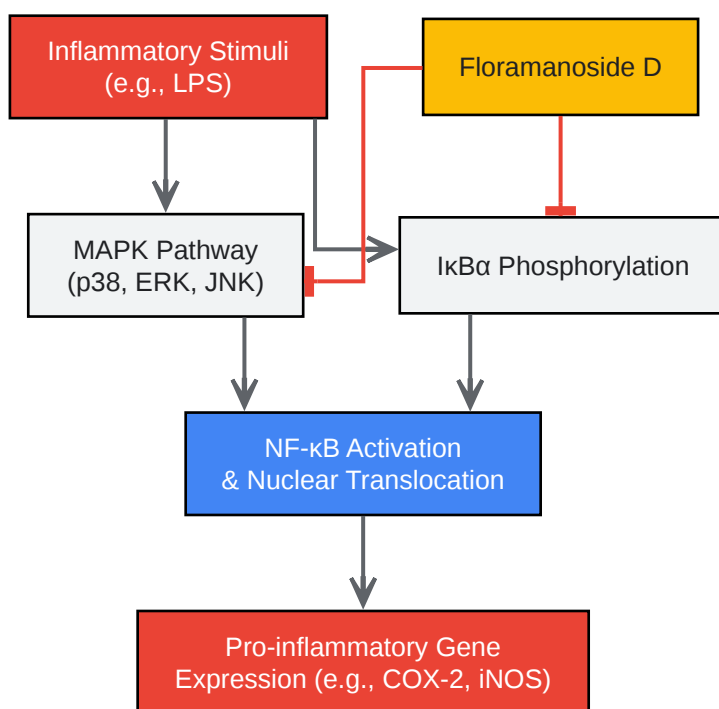 Inflammatory Stimuli
(e.g., LPS)
Floramanoside D
MAPK Pathway
(p38, ERK, JNK)
IκBα Phosphorylation
NF-κB Activation
& Nuclear Translocation
Pro-inflammatory Gene
Expression (e.g., COX-2, iNOS)